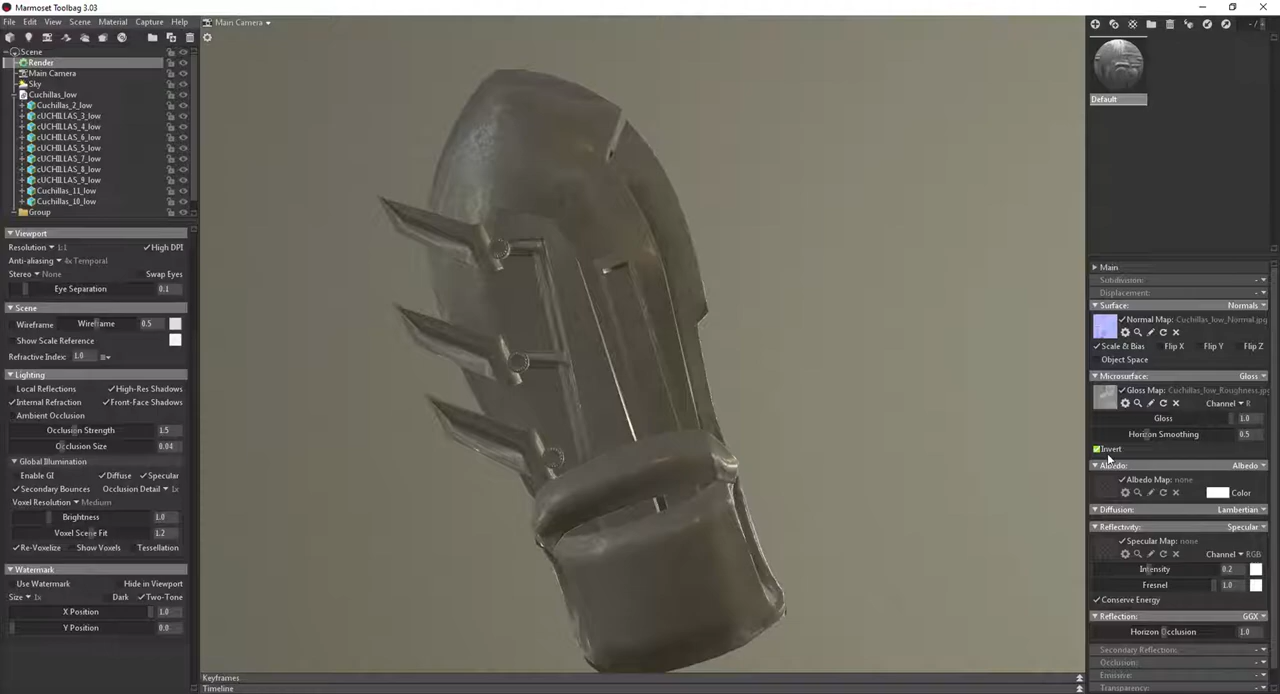 Marmoset Toolbag 3.03
File Edit View Scene Material Capture Help
Main Camera
Scene
Render
Main Camera
Sky
Cuchillas_low
Cuchillas_2_low
cUCHILLAS_3_low
cUCHILLAS_4_low
cUCHILLAS_6_low
cUCHILLAS_5_low
cUCHILLAS_7_low
cUCHILLAS_8_low
cUCHILLAS_9_low
Cuchillas_11_low
Cuchillas_10_low
Group
Viewport
Resolution 1:1 High DPI
Anti-aliasing 4x Temporal
Stereo None Swap Eyes
Eye Separation 0.1
Scene
Wireframe Wireframe 0.5
Show Scale Reference
Refractive Index: 1.0
Lighting
Local Reflections High-Res Shadows
Internal Refraction Front-Face Shadows
Ambient Occlusion
Occlusion Strength 1.5
Occlusion Size 0.04
Global Illumination
Enable GI Diffuse Specular
Secondary Bounces Occlusion Detail 1x
Voxel Resolution Medium
Brightness 1.0
Voxel Scene Fit 1.2
Re-Voxelize Show Voxels Tessellation
Watermark
Use Watermark Hide in Viewport
Size 1x Dark Two-Tone
X Position 1.0
Y Position 0.0
Keyframes
Timeline
Default
Main
Subdivision:
Displacement:
Surface: Normals
Normal Map: Cuchillas_low_Normal.jpg
Scale & Bias Flip X Flip Y Flip Z
Object Space
Microsurface: Gloss
Gloss Map: Cuchillas_low_Roughness.jpg
Channel R
Gloss 1.0
Horizon Smoothing 0.5
Invert
Albedo: Albedo
Albedo Map: none
Color
Diffusion: Lambertian
Reflectivity: Specular
Specular Map: none
Channel RGB
Intensity 0.2
Fresnel 1.0
Conserve Energy
Reflection: GGX
Horizon Occlusion 1.0
Secondary Reflection:
Occlusion:
Emissive:
Transparency: